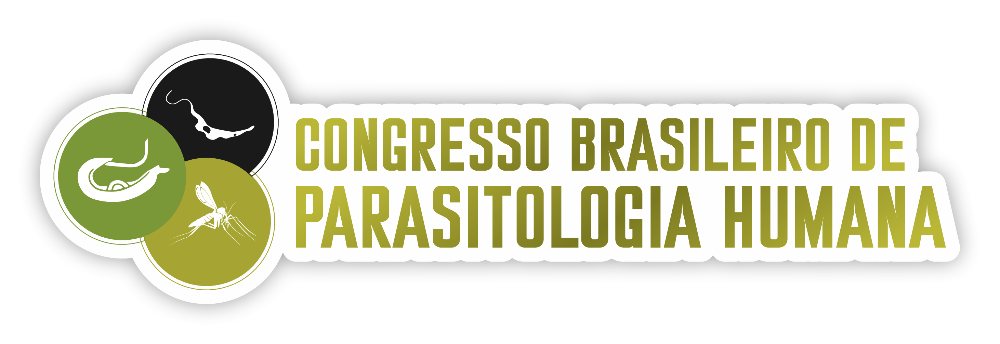 CONGRESSO BRASILEIRO DE
PARASITOLOGIA HUMANA